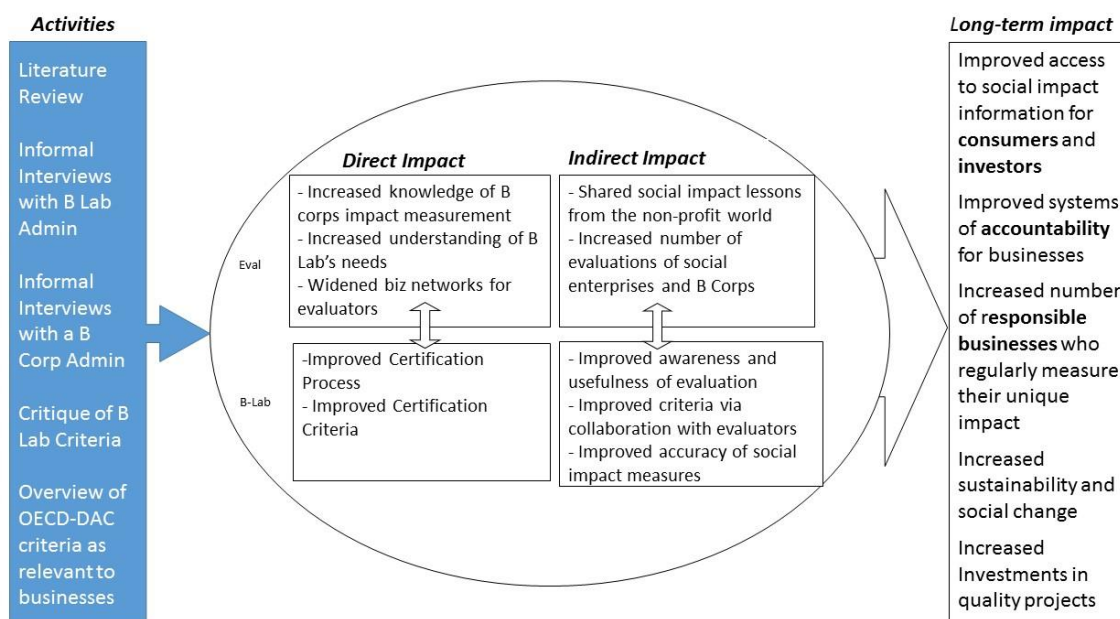 Activities
Literature
Review
Informal
Interviews
with B Lab
Admin
Informal
Interviews
with a B
Corp Admin
Critique of B
Lab Criteria
Overview of
OECD-DAC
criteria as
relevant to
businesses
Direct Impact
Indirect Impact
Eval
- Increased knowledge of B
corps impact measurement
- Increased understanding of B
Lab's needs
- Widened biz networks for
evaluators
- Shared social impact lessons
from the non-profit world
- Increased number of
evaluations of social
enterprises and B Corps
B-Lab
-Improved Certification
Process
- Improved Certification
Criteria
- Improved awareness and
usefulness of evaluation
- Improved criteria via
collaboration with evaluators
- Improved accuracy of social
impact measures
Long-term impact
Improved access
to social impact
information for
consumers and
investors
Improved systems
of accountability
for businesses
Increased number
of responsible
businesses who
regularly measure
their unique
impact
Increased
sustainability and
social change
Increased
Investments in
quality projects